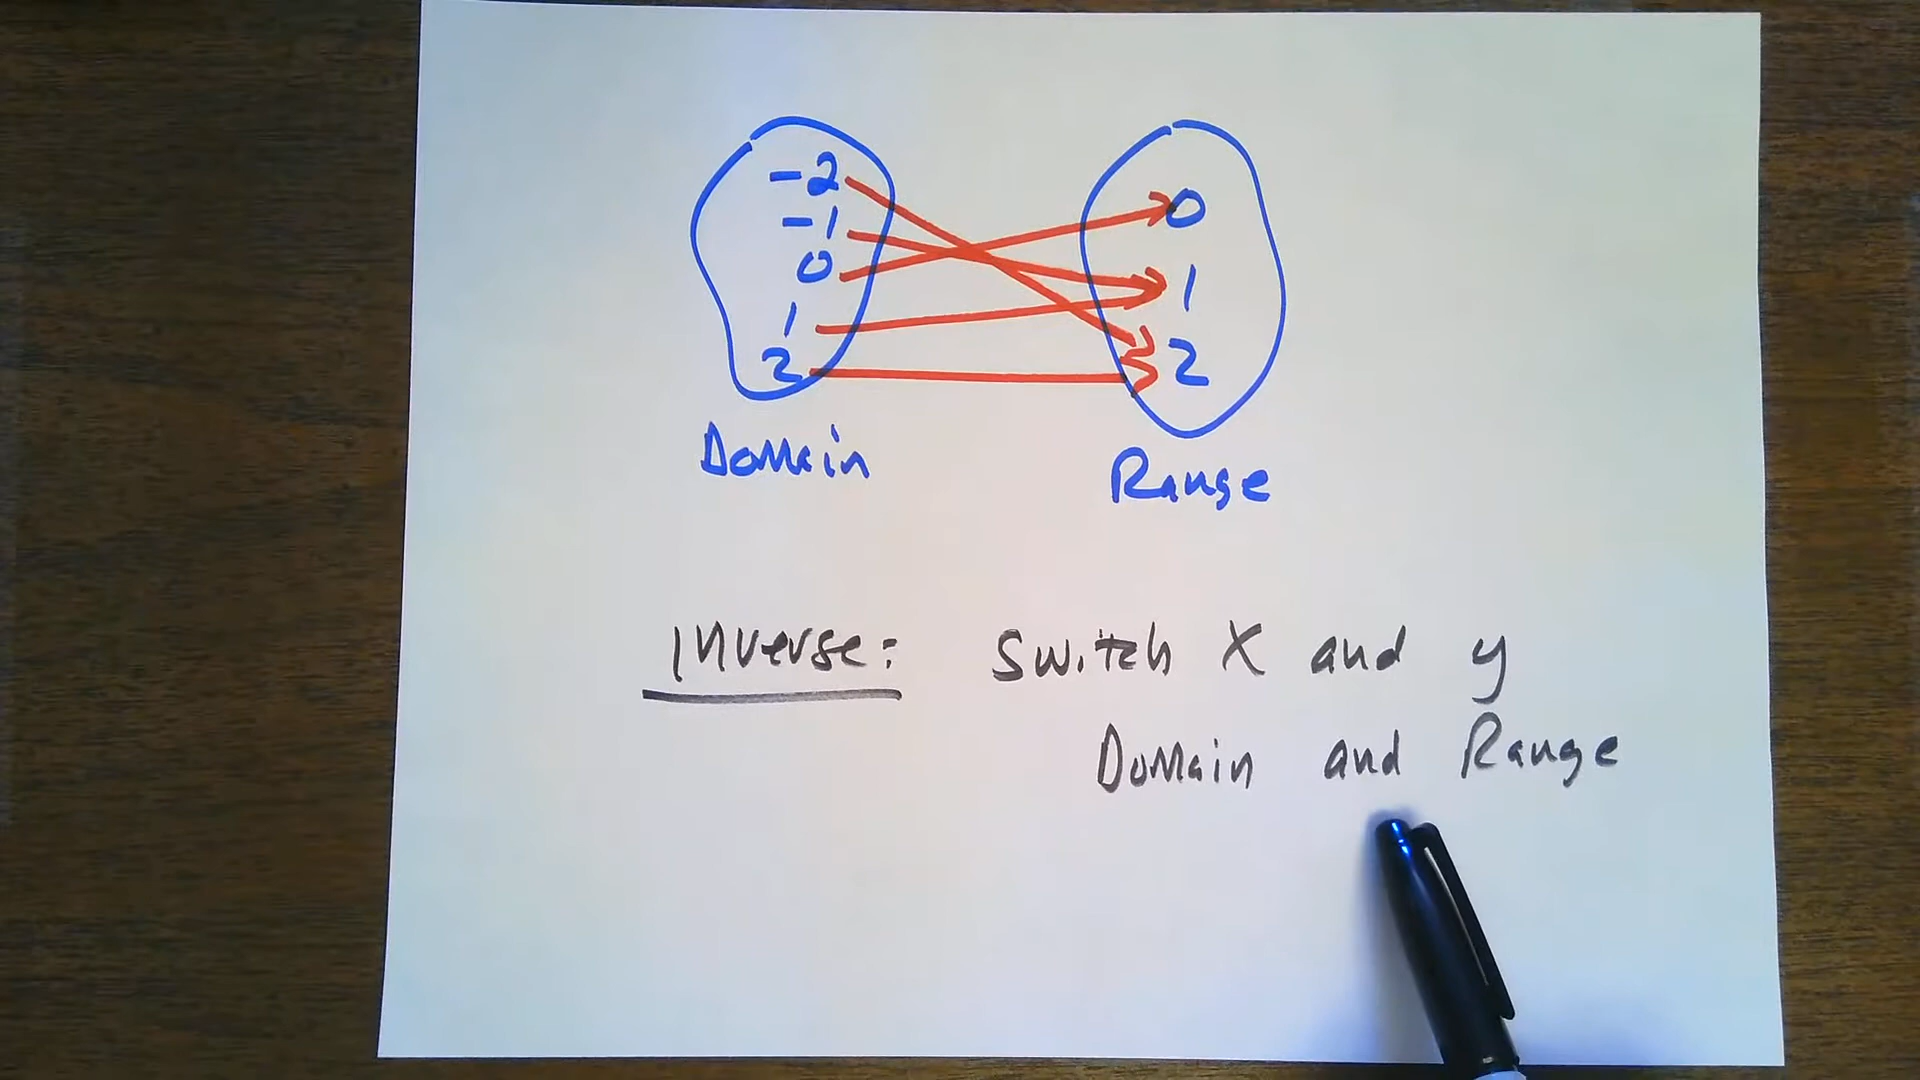 -2
-1
0
1
2
Domain
0
1
2
Range
Inverse: Switch X and y
Domain and Range